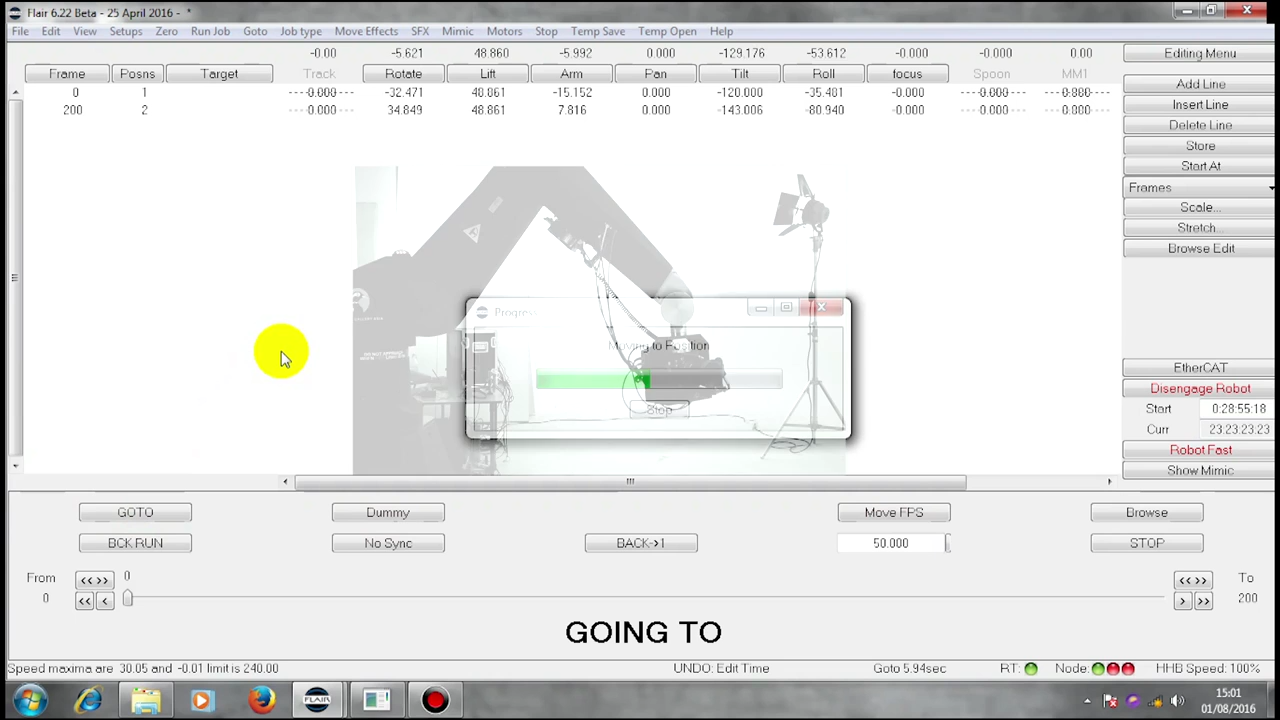 Flair 6.22 Beta - 25 April 2016 - *
File Edit View Setups Zero Run Job Goto Job type Move Effects SFX Mimic Motors Stop Temp Save Temp Open Help
-0.00 -5.621 48.860 -5.992 0.000 -129.176 -53.612 -0.000 -0.000 0.00 Editing Menu
Frame Posns Target Track Rotate Lift Arm Pan Tilt Roll focus Spoon MM1
0 1 0.000 -32.471 48.861 -15.152 0.000 -120.000 -35.401 -0.000 0.000 0.000
200 2 0.000 34.849 48.861 7.816 0.000 -143.006 -80.940 -0.000 0.000 0.000
Add Line
Insert Line
Delete Line
Store
Start At
Frames
Scale...
Stretch...
Browse Edit
Progress
Moving to Position
Stop
EtherCAT
Disengage Robot
Start 0:28:55:18
Curr 23.23.23.23
Robot Fast
Show Mimic
GOTO Dummy Move FPS Browse
BCK RUN No Sync BACK->1 50.000 STOP
From << >> 0 << >> To
0 << < > >> 200
GOING TO
Speed maxima are 30.05 and -0.01 limit is 240.00 UNDO: Edit Time Goto 5.94sec RT: Node: HHB Speed: 100%
FLAIR
15:01
01/08/2016